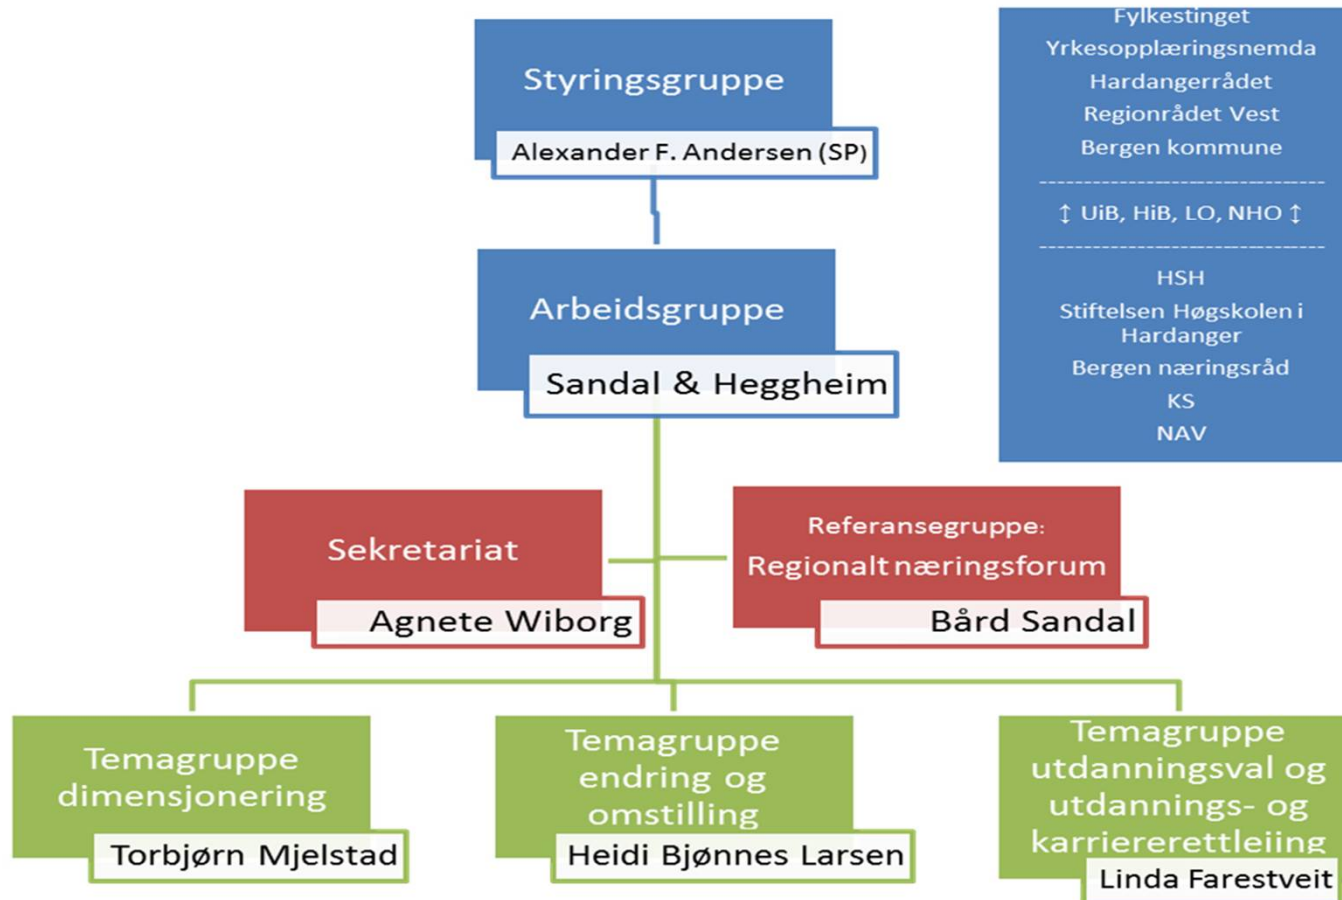 Styringsgruppe
Alexander F. Andersen (SP)
Fylkestinget
Yrkesopplæringsnemda
Hardangerrådet
Regionrådet Vest
Bergen kommune
--------------------------------
↕ UiB, HiB, LO, NHO ↕
--------------------------------
HSH
Stiftelsen Høgskolen i
Hardanger
Bergen næringsråd
KS
NAV
Arbeidsgruppe
Sandal & Heggheim
Sekretariat
Agnete Wiborg
Referansegruppe:
Regionalt næringsforum
Bård Sandal
Temagruppe
dimensjonering
Torbjørn Mjelstad
Temagruppe
endring og
omstilling
Heidi Bjønnes Larsen
Temagruppe
utdanningsval og
utdannings- og
karriererettleiing
Linda Farestveit